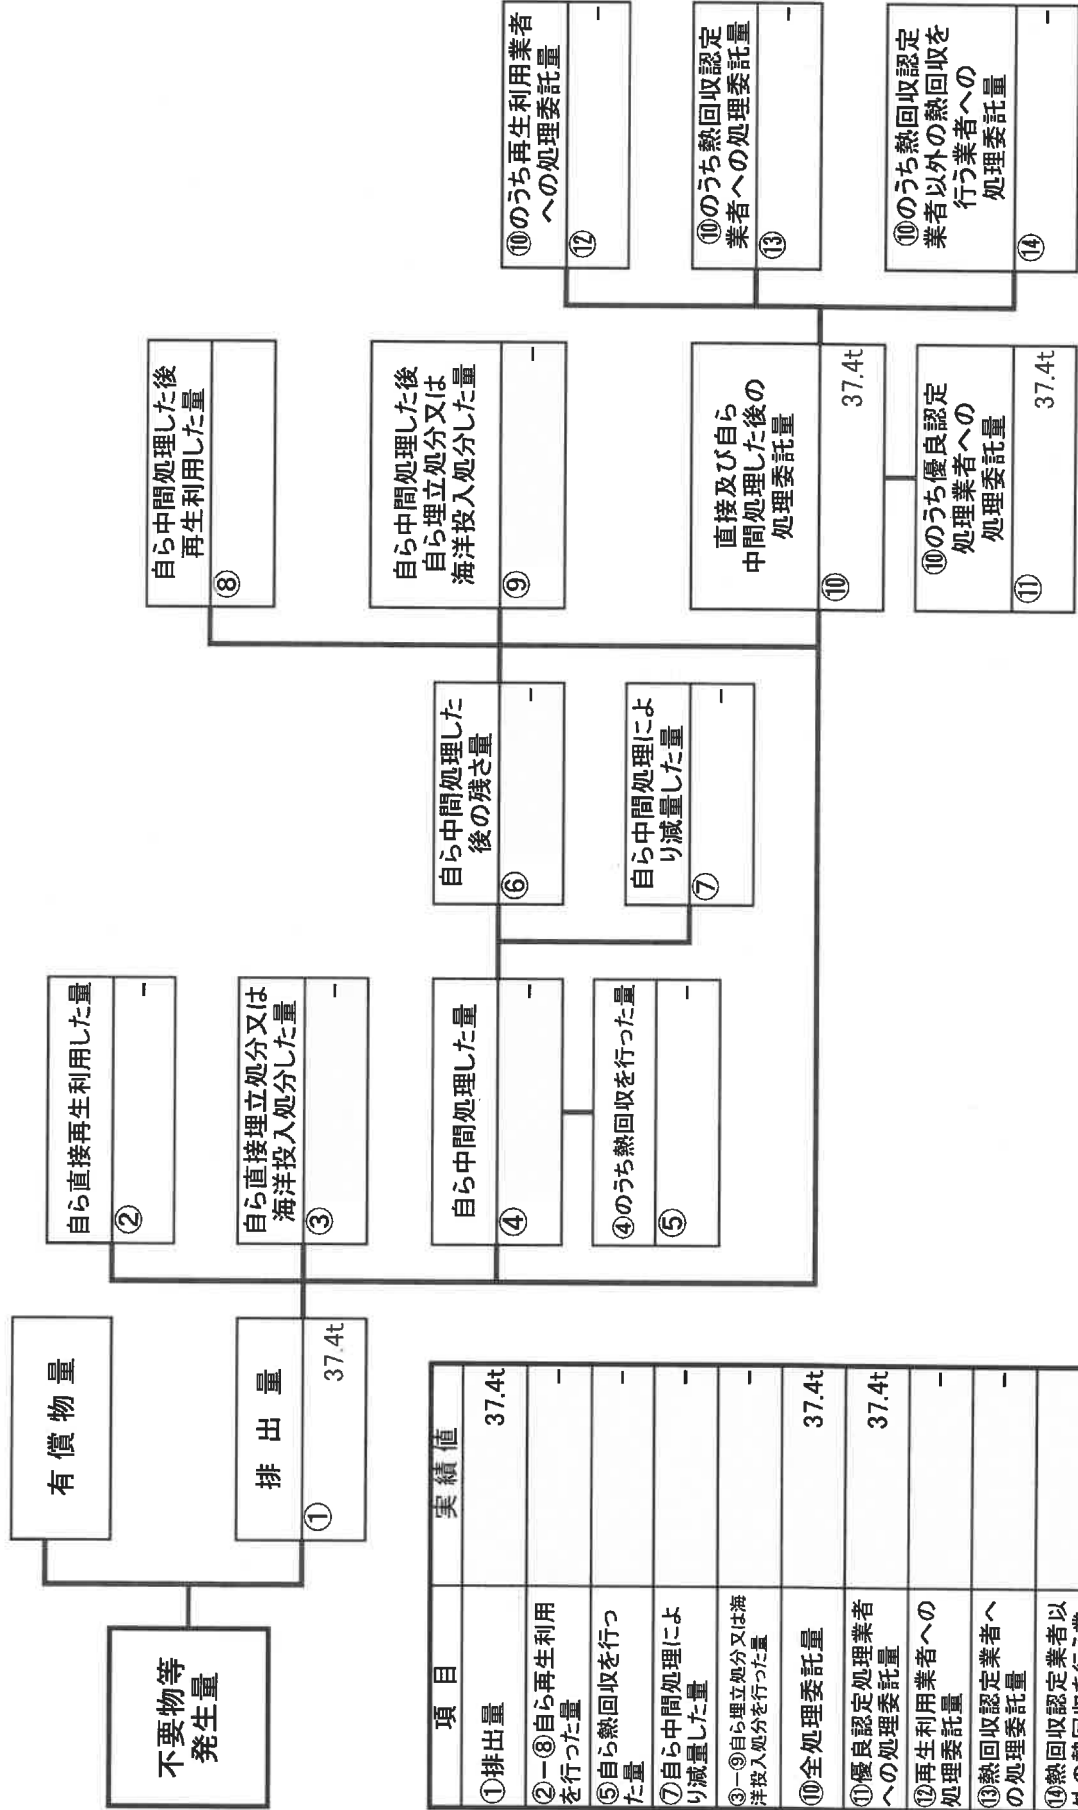 不要物等
発生量
有 償 物 量
排 出 量
①
37.4t
自ら直接再生利用した量
②
－
自ら直接埋立処分又は
海洋投入処分した量
③
－
自ら中間処理した量
④
－
④のうち熱回収を行った量
⑤
－
自ら中間処理した
後の残さ量
⑥
－
自ら中間処理によ
り減量した量
⑦
－
自ら中間処理した後
再生利用した量
⑧
自ら中間処理した後
自ら埋立処分又は
海洋投入処分した量
⑨
－
直接及び自ら
中間処理した後の
処理委託量
⑩
37.4t
⑩のうち優良認定
処理業者への
処理委託量
⑪
37.4t
⑩のうち再生利用業者
への処理委託量
⑫
－
⑩のうち熱回収認定
業者への処理委託量
⑬
－
⑩のうち熱回収認定
業者以外の熱回収を
行う業者への
処理委託量
⑭
－
項 目 実 績 値
①排出量 37.4t
②－⑧自ら再生利用
を行った量 －
⑤自ら熱回収を行っ
た量 －
⑦自ら中間処理によ
り減量した量 －
③－⑨自ら埋立処分又は海
洋投入処分を行った量 －
⑩全処理委託量 37.4t
⑪優良認定処理業者
への処理委託量 37.4t
⑫再生利用業者への
処理委託量 －
⑬熱回収認定業者へ
の処理委託量 －
⑭熱回収認定業者以
外の熱回収を行う業